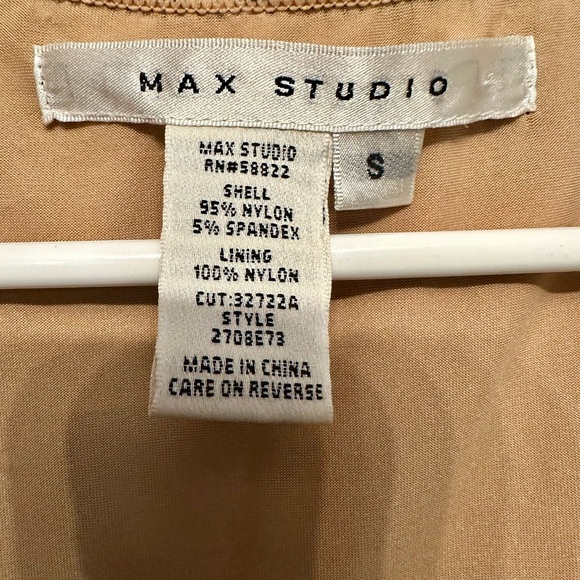 MAX STUDIO
S
MAX STUDIO
RN#58822
SHELL
95% NYLON
5% SPANDEX
LINING
100% NYLON
CUT:32722A
STYLE
2708E73
MADE IN CHINA
CARE ON REVERSE